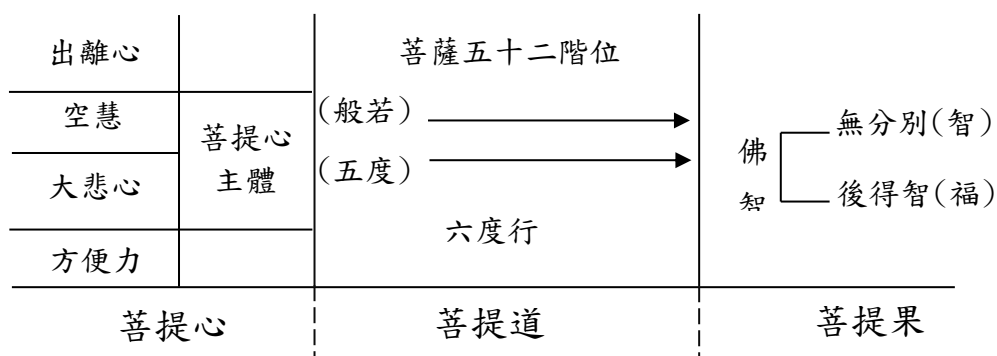 出離心
菩薩五十二階位
空慧
菩提心
主體
(般若)
無分別(智)
佛
智
大悲心
(五度)
後得智(福)
六度行
方便力
菩提心
菩提道
菩提果